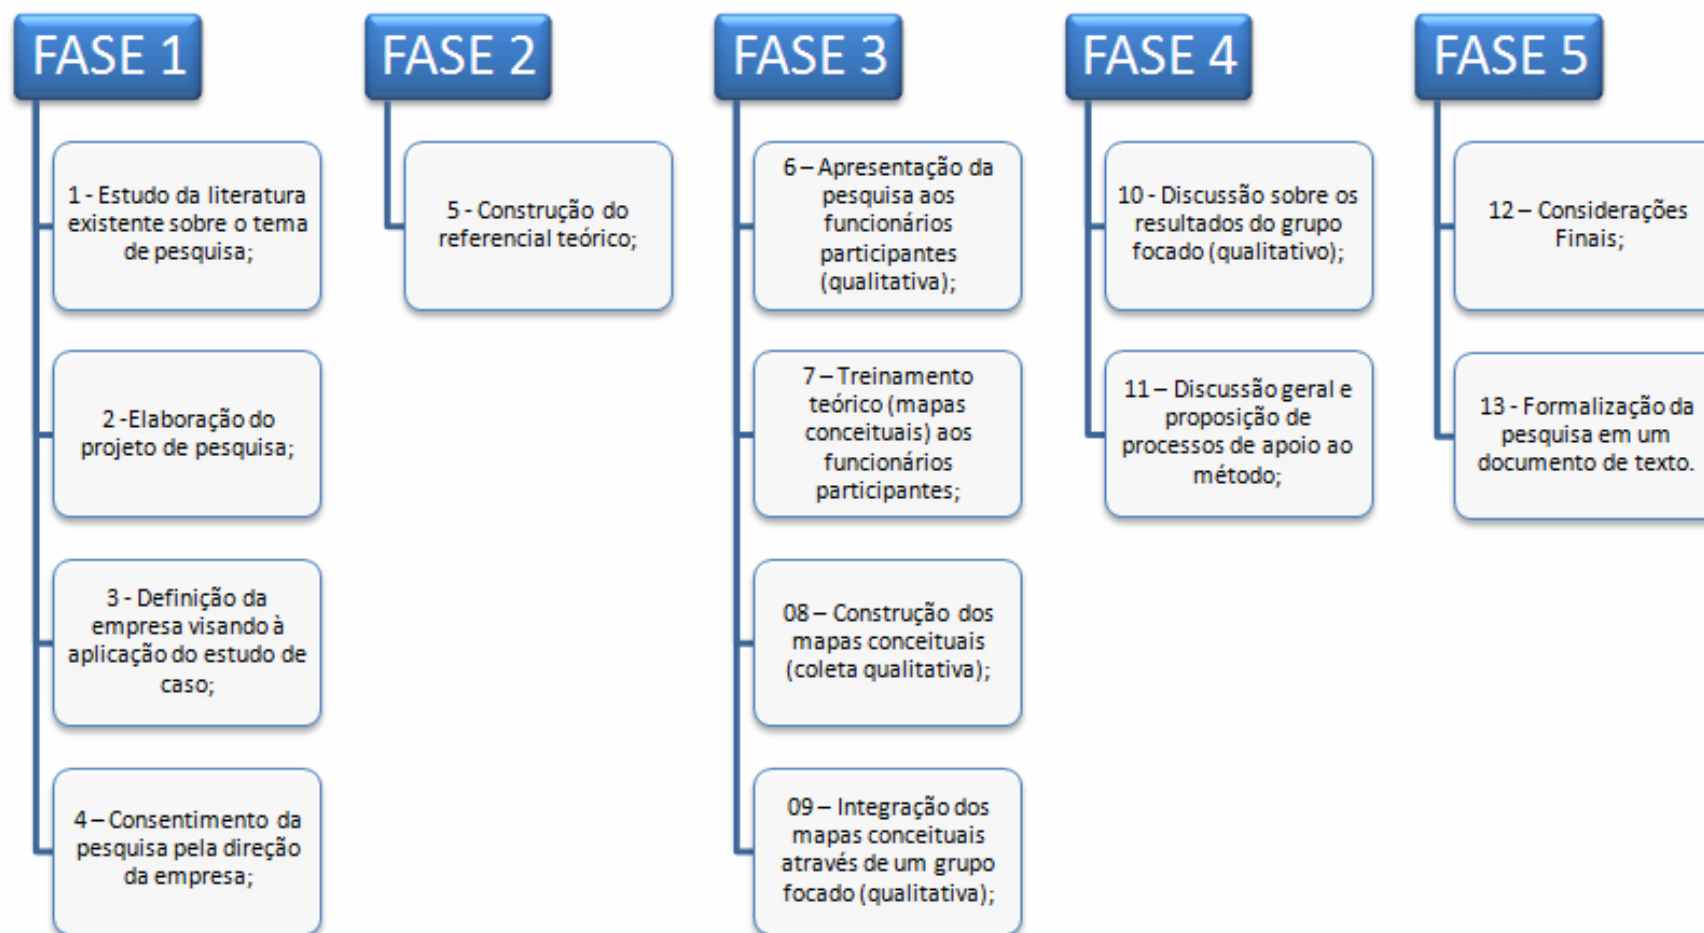 FASE 1
1 - Estudo da literatura
existente sobre o tema
de pesquisa;
2 -Elaboração do
projeto de pesquisa;
3 - Definição da
empresa visando à
aplicação do estudo de
caso;
4 – Consentimento da
pesquisa pela direção
da empresa;
FASE 2
5 - Construção do
referencial teórico;
FASE 3
6 – Apresentação da
pesquisa aos
funcionários
participantes
(qualitativa);
7 – Treinamento
teórico (mapas
conceituais) aos
funcionários
participantes;
08 – Construção dos
mapas conceituais
(coleta qualitativa);
09 – Integração dos
mapas conceituais
através de um grupo
focado (qualitativa);
FASE 4
10 - Discussão sobre os
resultados do grupo
focado (qualitativo);
11 – Discussão geral e
proposição de
processos de apoio ao
método;
FASE 5
12 – Considerações
Finais;
13 - Formalização da
pesquisa em um
documento de texto.